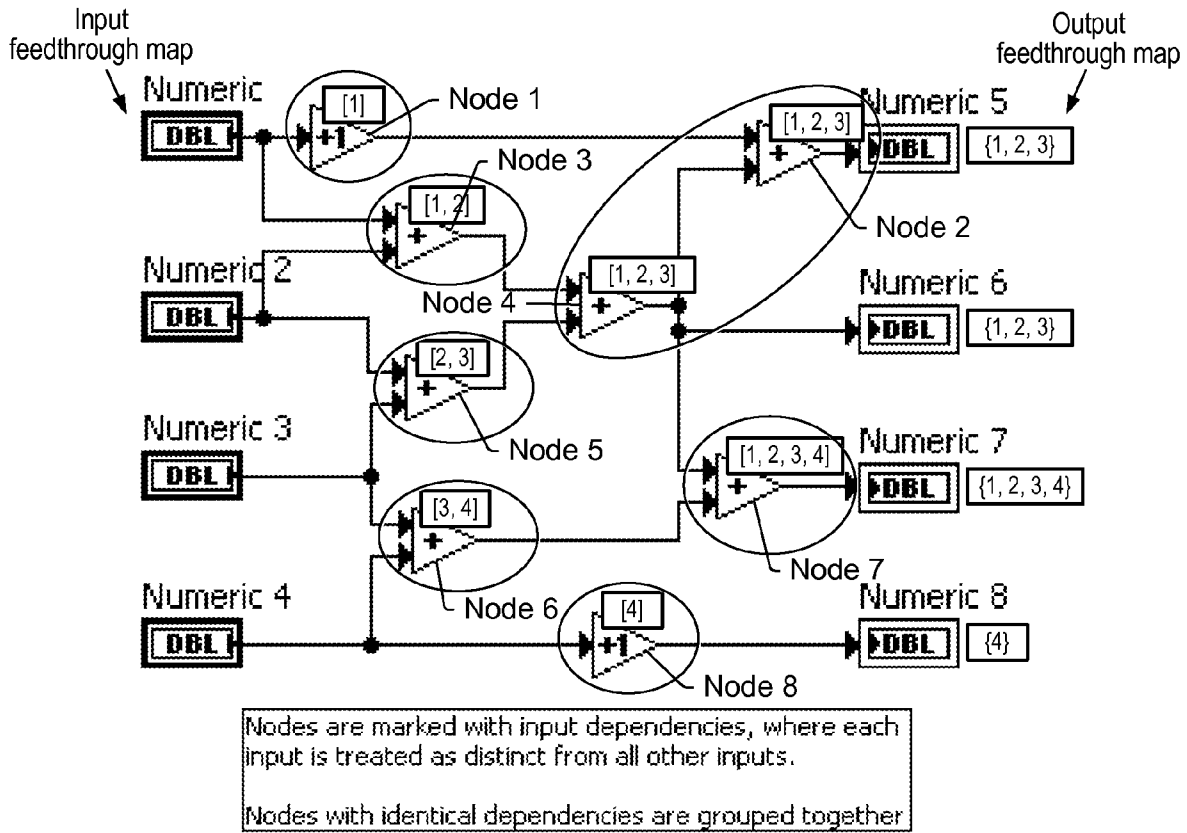 Input
feedthrough map
Output
feedthrough map
Numeric
DBL
[1]
+1
Node 1
[1, 2, 3]
+
Node 2
Numeric 5
DBL
{1, 2, 3}
Node 3
[1, 2]
+
Numeric 2
DBL
Node 4
[1, 2, 3]
+
Numeric 6
DBL
{1, 2, 3}
[2, 3]
+
Node 5
Numeric 3
DBL
[1, 2, 3, 4]
+
Node 7
Numeric 7
DBL
{1, 2, 3, 4}
[3, 4]
+
Node 6
Numeric 4
DBL
[4]
+1
Node 8
Numeric 8
DBL
{4}
Nodes are marked with input dependencies, where each
input is treated as distinct from all other inputs.
Nodes with identical dependencies are grouped together